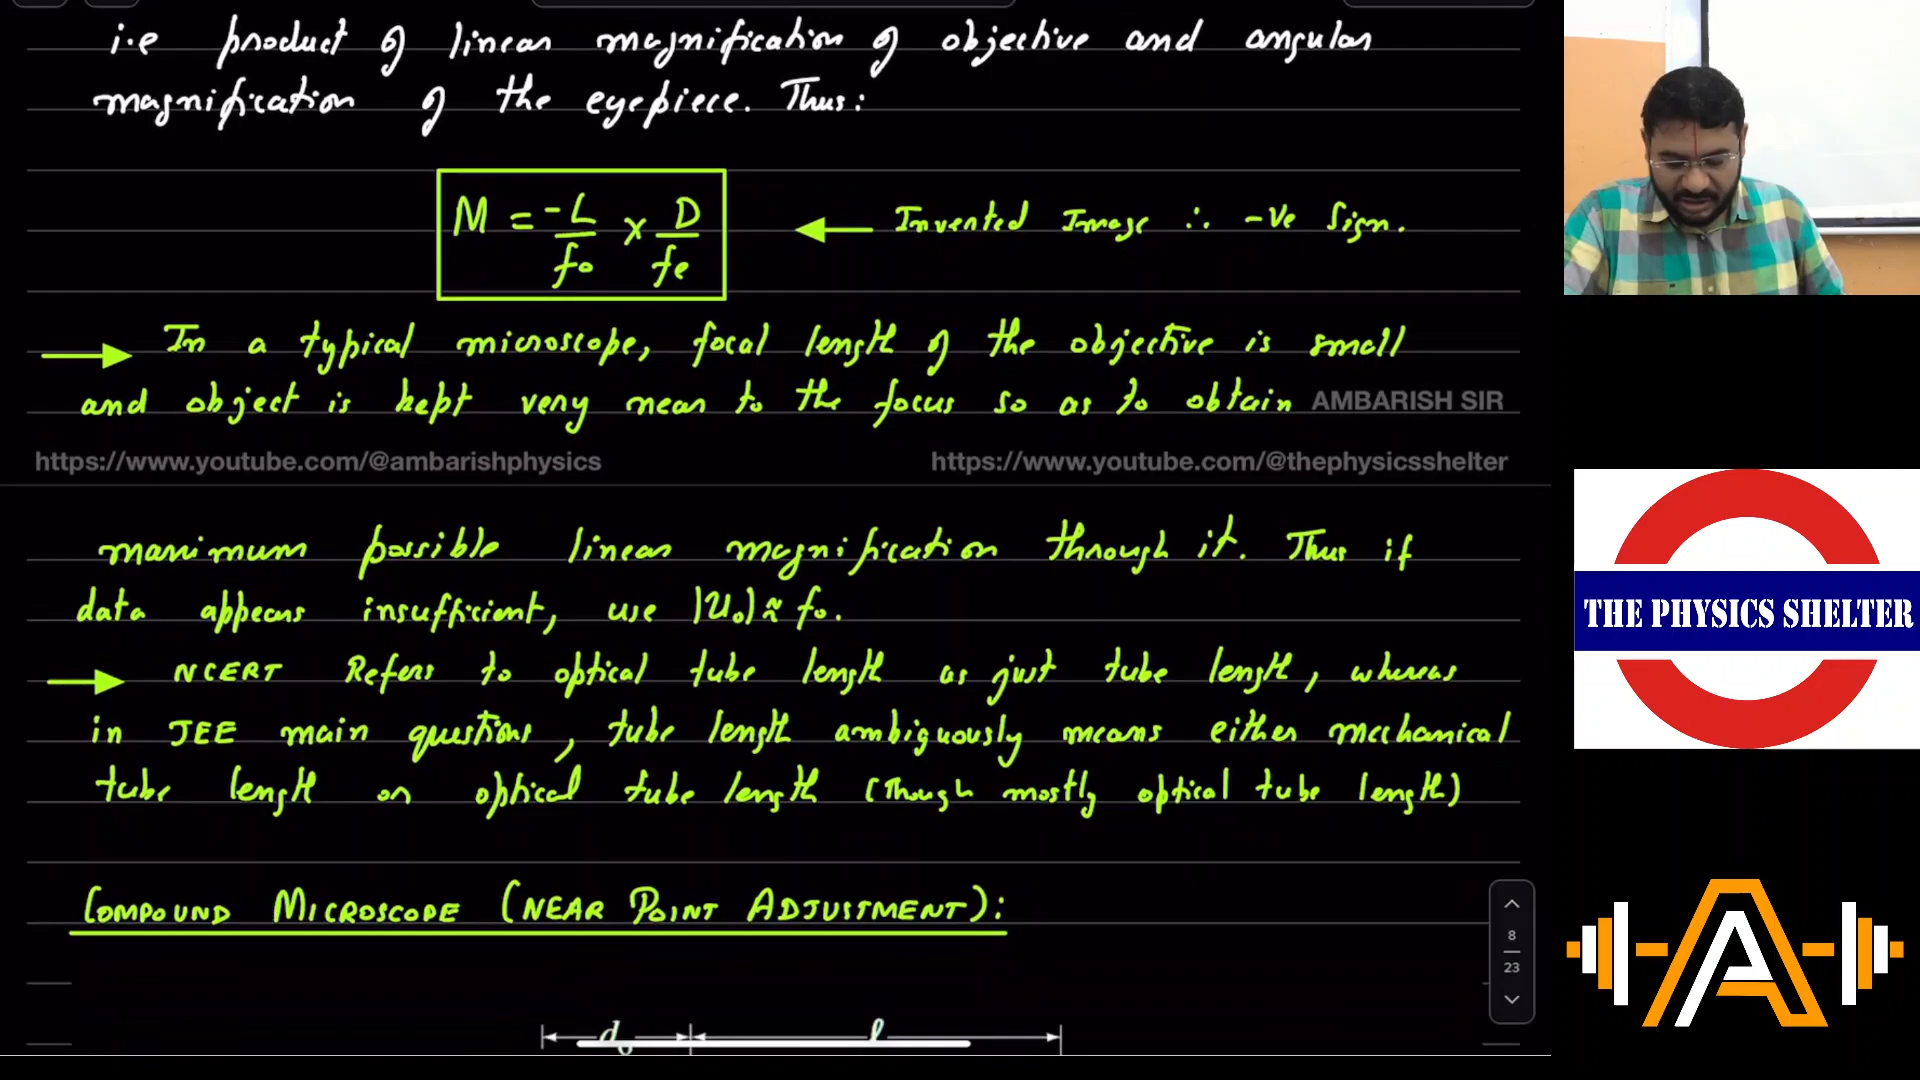 i.e product of linear magnification of objective and angular
magnification of the eyepiece. Thus:
M = -L/fo × D/fe ← Inverted Image ∴ -ve Sign.
→ In a typical microscope, focal length of the objective is small
and object is kept very near to the focus so as to obtain AMBARISH SIR
https://www.youtube.com/@ambarishphysics https://www.youtube.com/@thephysicsshelter
maximum possible linear magnification through it. Thus if
data appears insufficient, use |Uo| ≈ fo.
→ NCERT Refers to optical tube length as just tube length, whereas
in JEE main questions, tube length ambiguously means either mechanical
tube length or optical tube length (Though mostly optical tube length)
COMPOUND MICROSCOPE (NEAR POINT ADJUSTMENT):
do l
8
23
THE PHYSICS SHELTER
A